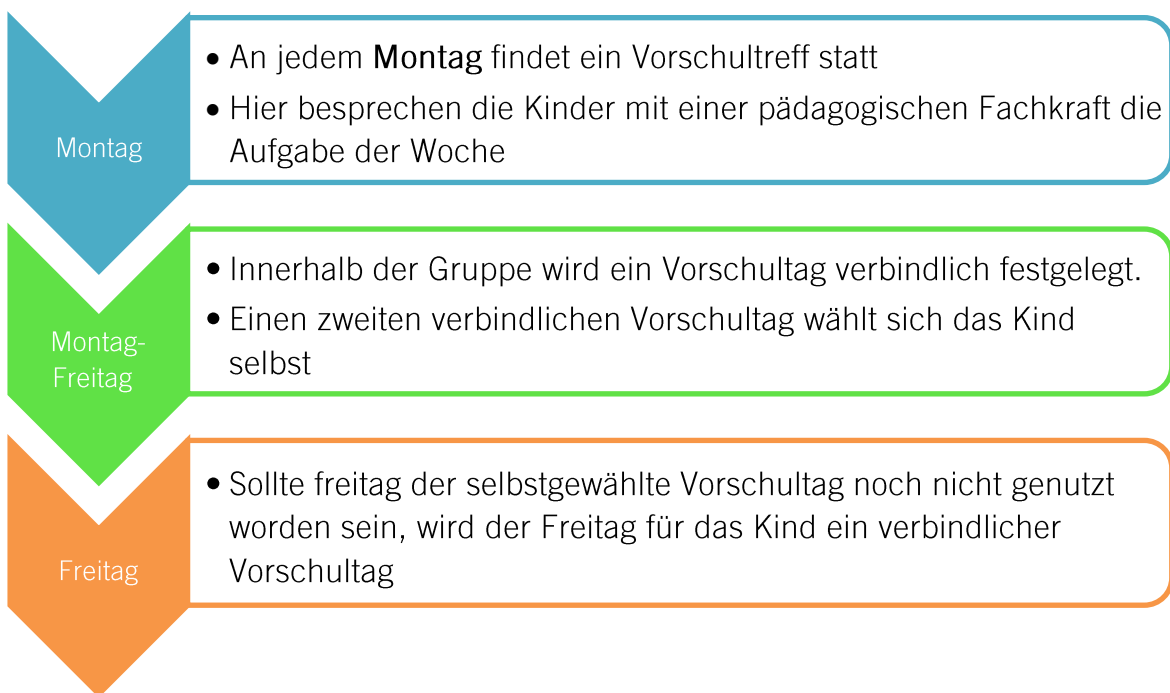 Montag
• An jedem Montag findet ein Vorschultreff statt
• Hier besprechen die Kinder mit einer pädagogischen Fachkraft die
Aufgabe der Woche
Montag-
Freitag
• Innerhalb der Gruppe wird ein Vorschultag verbindlich festgelegt.
• Einen zweiten verbindlichen Vorschultag wählt sich das Kind
selbst
Freitag
• Sollte freitag der selbstgewählte Vorschultag noch nicht genutzt
worden sein, wird der Freitag für das Kind ein verbindlicher
Vorschultag